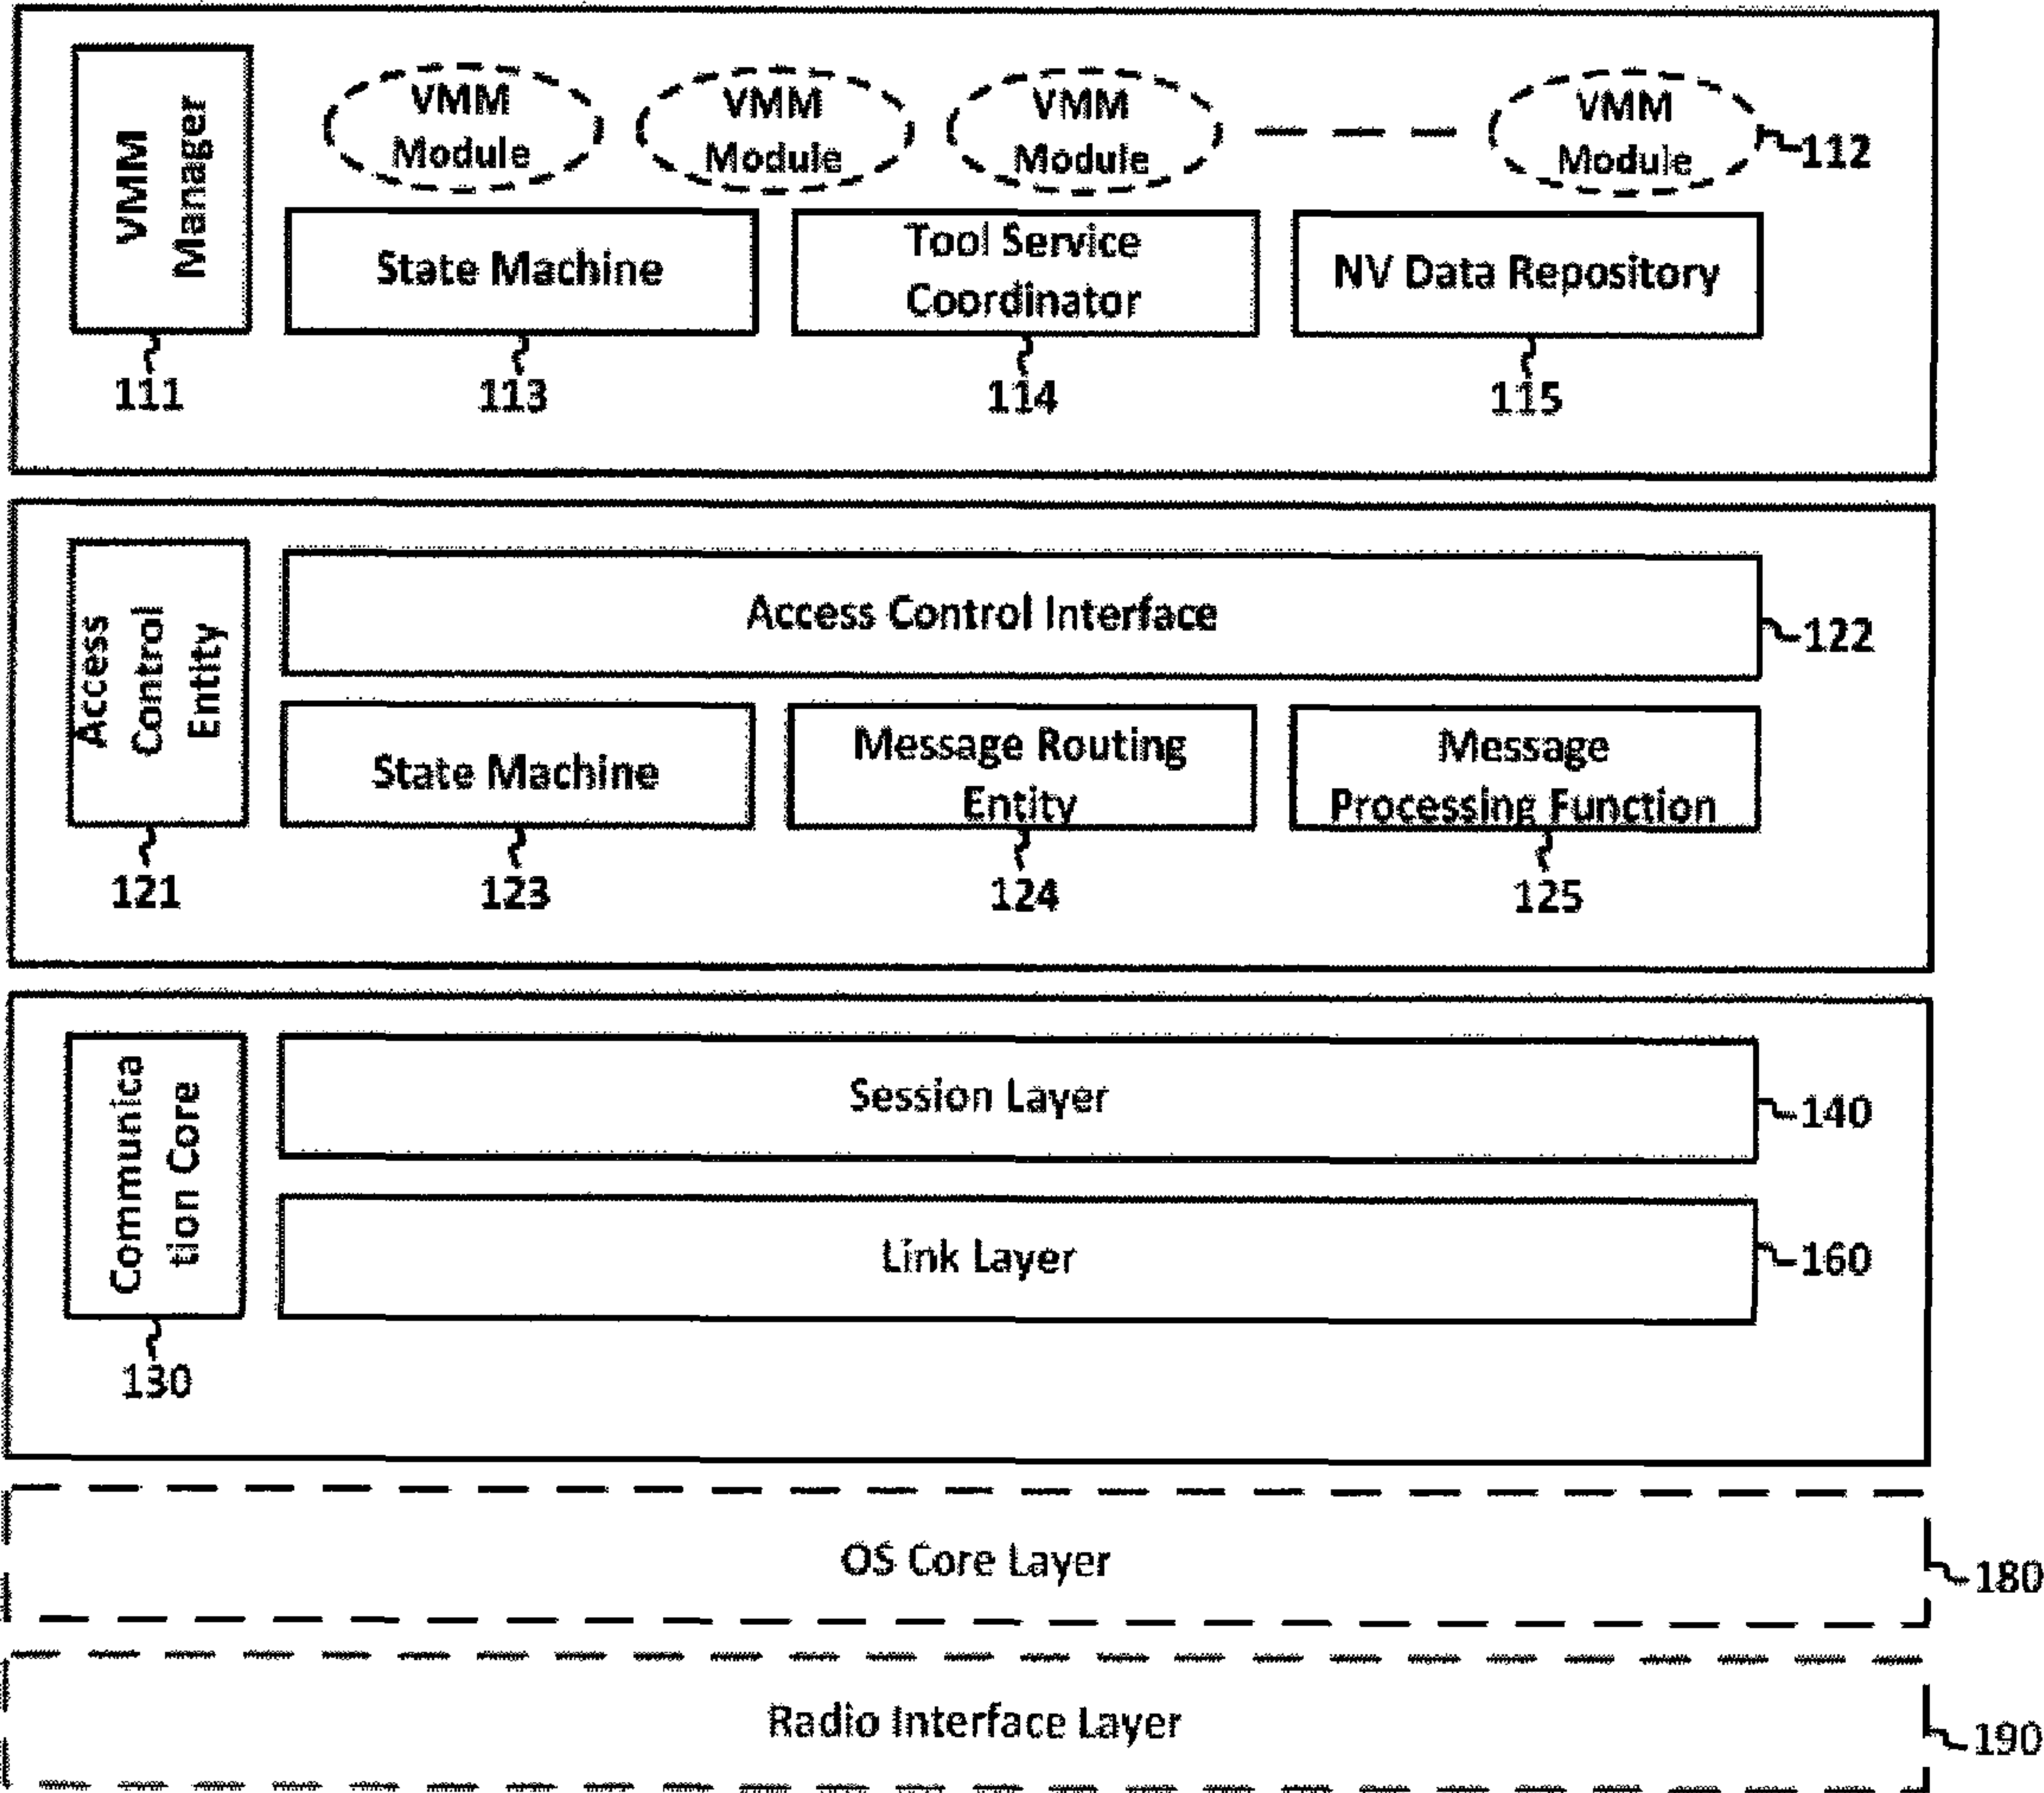 VMM
Manager
VMM
Module
VMM
Module
VMM
Module
VMM
Module
112
State Machine
Tool Service
Coordinator
NV Data Repository
111
113
114
115
Access
Control
Entity
Access Control Interface
122
State Machine
Message Routing
Entity
Message
Processing Function
121
123
124
125
Communica
tion Core
Session Layer
140
Link Layer
160
130
OS Core Layer
180
Radio Interface Layer
190